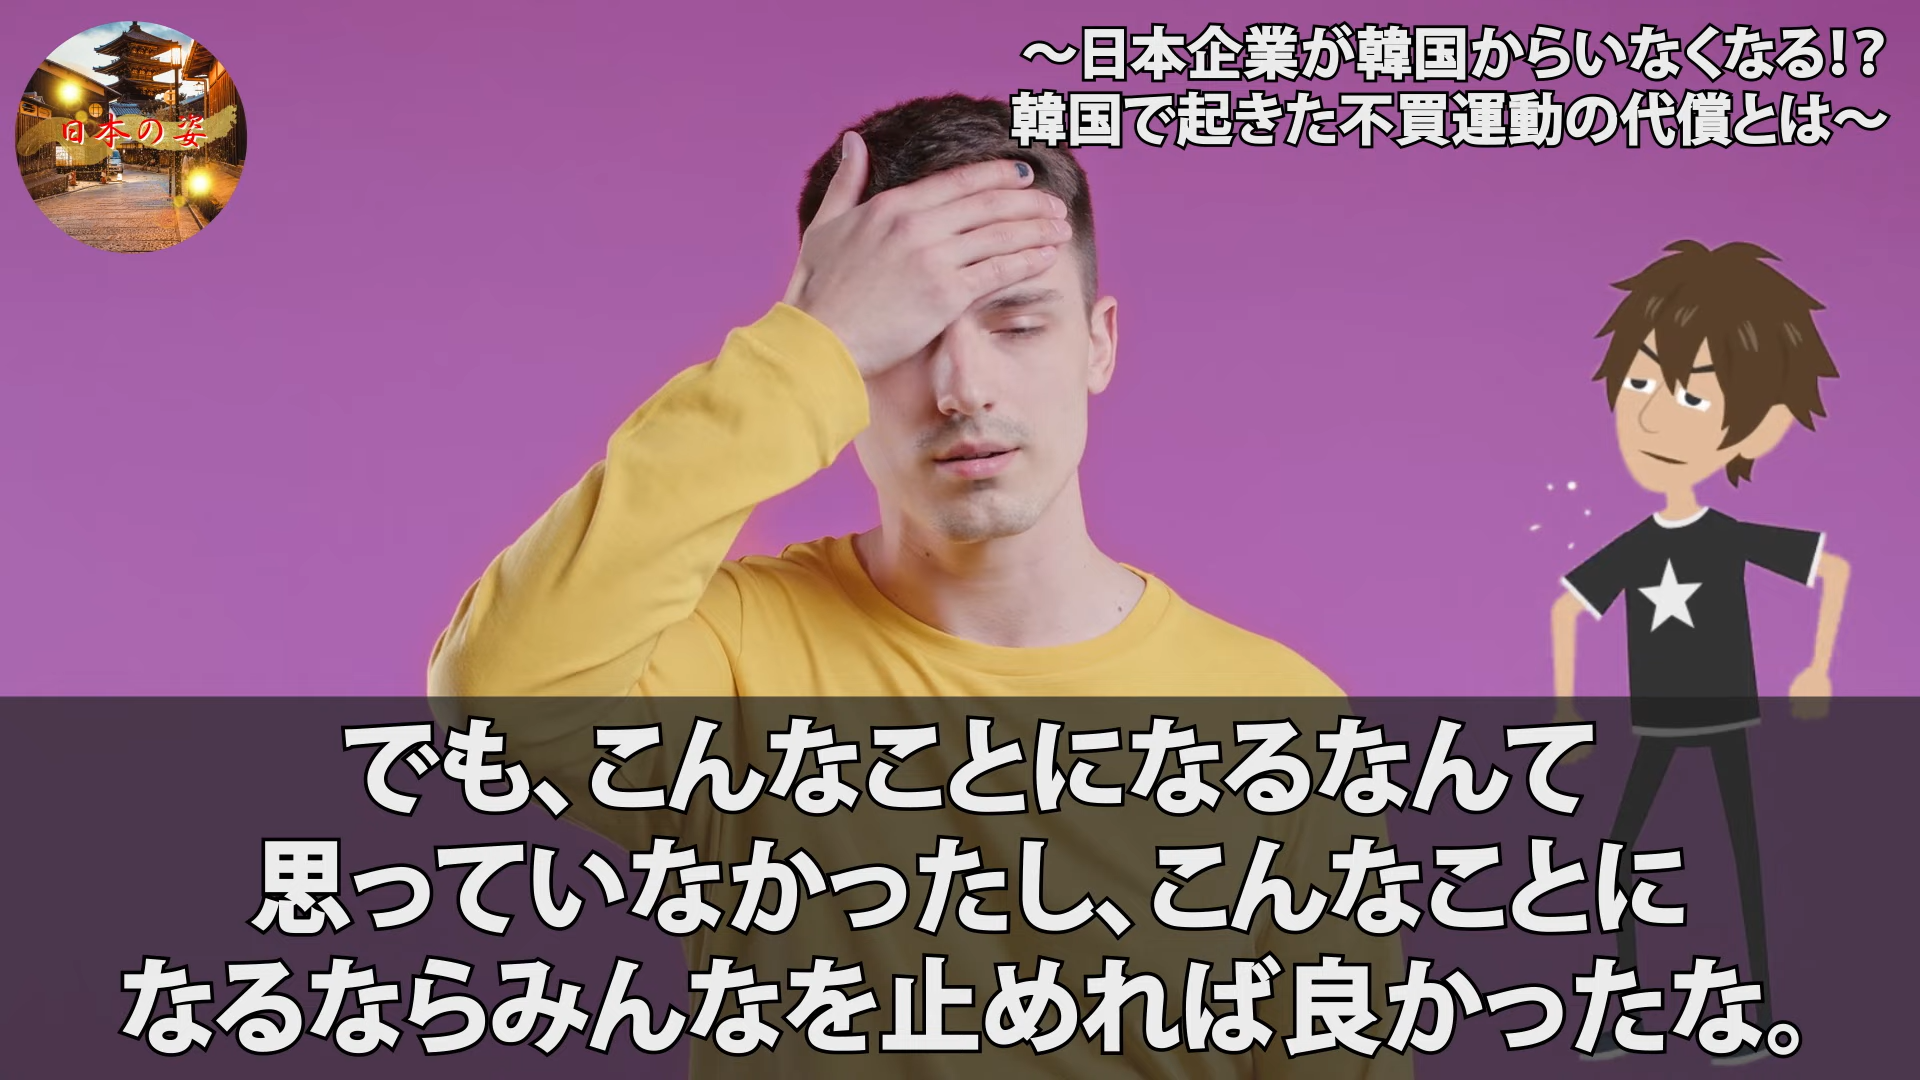 日本の姿
～日本企業が韓国からいなくなる!?
韓国で起きた不買運動の代償とは～
でも、こんなことになるなんて
思っていなかったし、こんなことに
なるならみんなを止めれば良かったな。